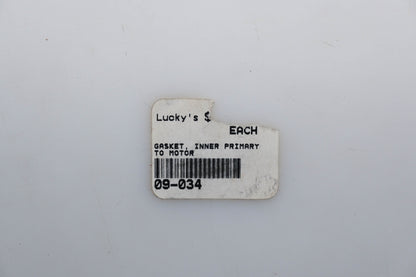 Lucky's $
EACH
GASKET, INNER PRIMARY
TO MOTOR
09-034